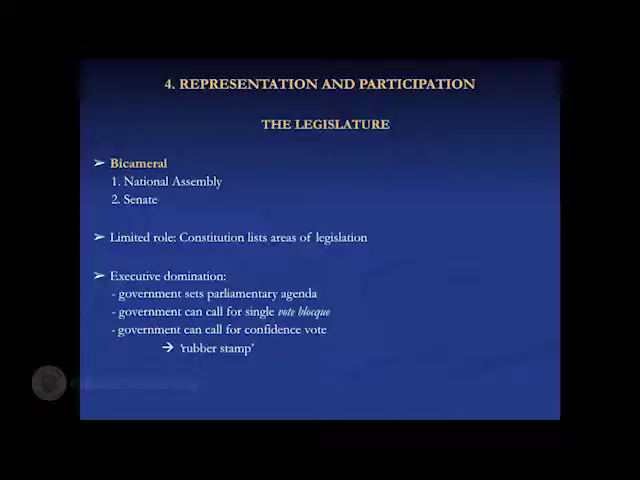 4. REPRESENTATION AND PARTICIPATION
THE LEGISLATURE
➢ Bicameral
1. National Assembly
2. Senate
➢ Limited role: Constitution lists areas of legislation
➢ Executive domination:
- government sets parliamentary agenda
- government can call for single vote blocque
- government can call for confidence vote
→ ‘rubber stamp’